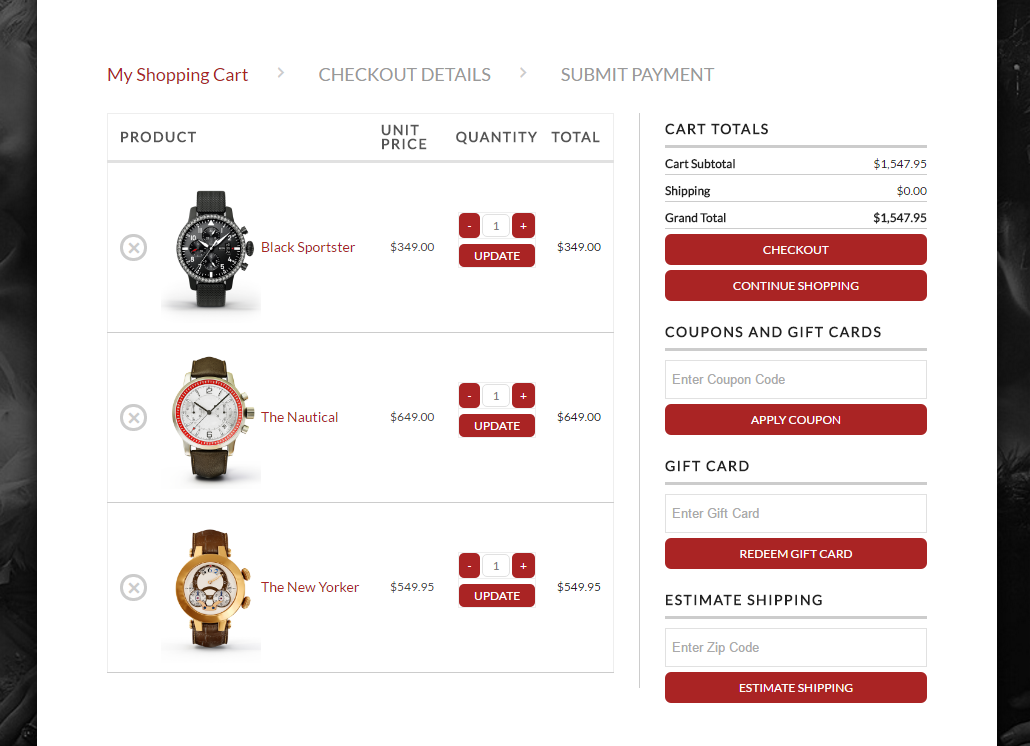 My Shopping Cart
CHECKOUT DETAILS
SUBMIT PAYMENT
PRODUCT
UNIT
PRICE
QUANTITY
TOTAL
Black Sportster
$349.00
- 1 +
UPDATE
$349.00
The Nautical
$649.00
- 1 +
UPDATE
$649.00
The New Yorker
$549.95
- 1 +
UPDATE
$549.95
CART TOTALS
Cart Subtotal $1,547.95
Shipping $0.00
Grand Total $1,547.95
CHECKOUT
CONTINUE SHOPPING
COUPONS AND GIFT CARDS
Enter Coupon Code
APPLY COUPON
GIFT CARD
Enter Gift Card
REDEEM GIFT CARD
ESTIMATE SHIPPING
Enter Zip Code
ESTIMATE SHIPPING